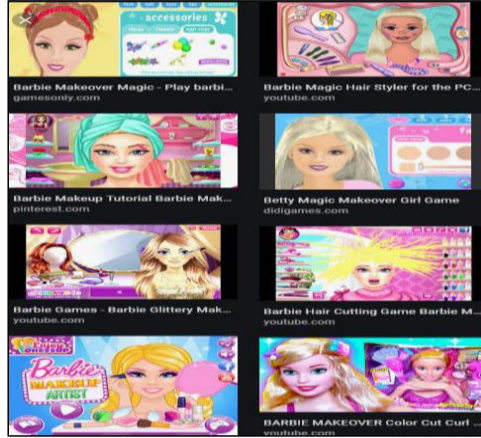 - accessories
Barbie Makeover Magic - Play barbi...
gamesonly.com
Barbie Magic Hair Styler for the PC...
youtube.com
Barbie Makeup Tutorial Barbie Mak...
pinterest.com
Betty Magic Makeover Girl Game
didigames.com
Barbie Games - Barbie Glittery Mak...
youtube.com
Barbie Hair Cutting Game Barbie M...
youtube.com
Barbie
MAKEUP
ARTIST
BARBIE MAKEOVER Color Cut Curl ...
youtube.com